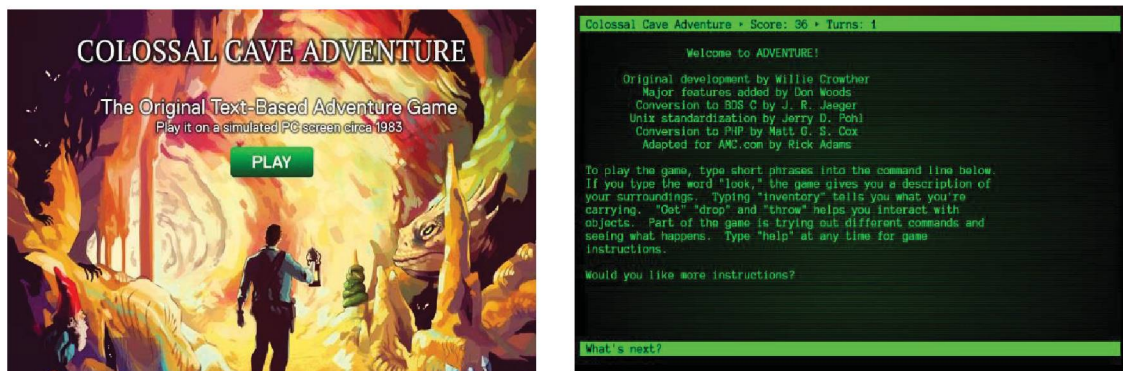 COLOSSAL CAVE ADVENTURE
The Original Text-Based Adventure Game
Play it on a simulated PC screen circa 1983
PLAY
Colossal Cave Adventure • Score: 36 • Turns: 1
Welcome to ADVENTURE!
Original development by Willie Crowther
Major features added by Don Woods
Conversion to BDS C by J. R. Jaeger
Unix standardization by Jerry D. Pohl
Conversion to PHP by Matt G. S. Cox
Adapted for AMC.com by Rick Adams
To play the game, type short phrases into the command line below.
If you type the word "look," the game gives you a description of
your surroundings.  Typing "inventory" tells you what you're
carrying.  "Get" "drop" and "throw" helps you interact with
objects.  Part of the game is trying out different commands and
seeing what happens.  Type "help" at any time for game
instructions.
Would you like more instructions?
What's next?